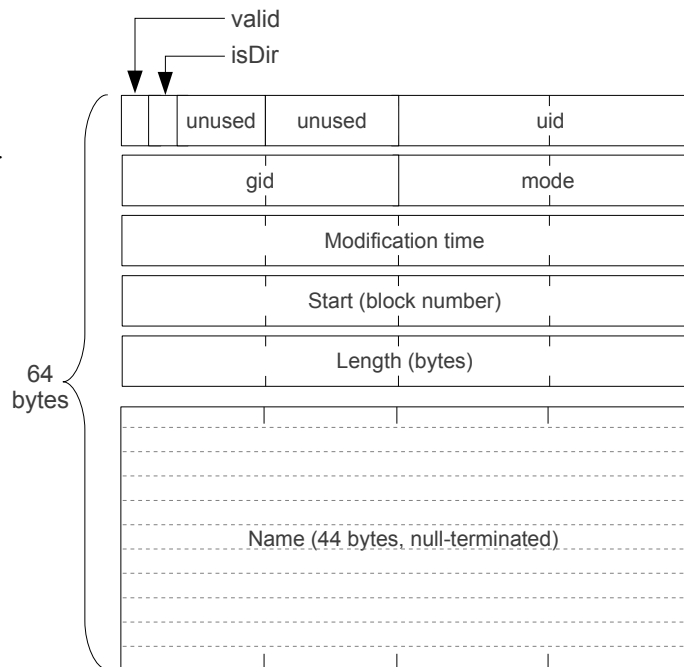 valid
isDir
unused unused uid
gid mode
Modification time
Start (block number)
Length (bytes)
64
bytes
Name (44 bytes, null-terminated)